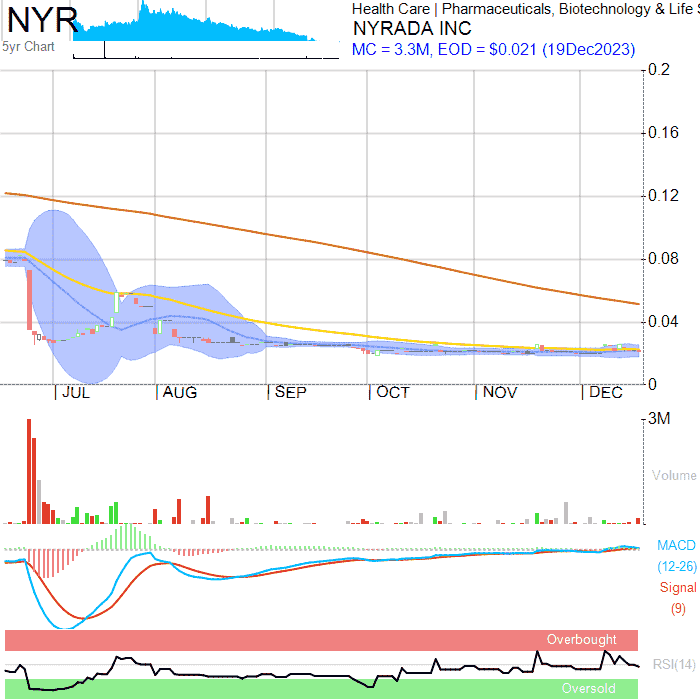 NYR
Health Care | Pharmaceuticals, Biotechnology & Life S
NYRADA INC
5yr Chart
MC = 3.3M, EOD = $0.021 (19Dec2023)
0.2
0.16
0.12
0.08
0.04
0
JUL AUG SEP OCT NOV DEC
3M
Volume
MACD
(12-26)
Signal
(9)
Overbought
RSI(14)
Oversold